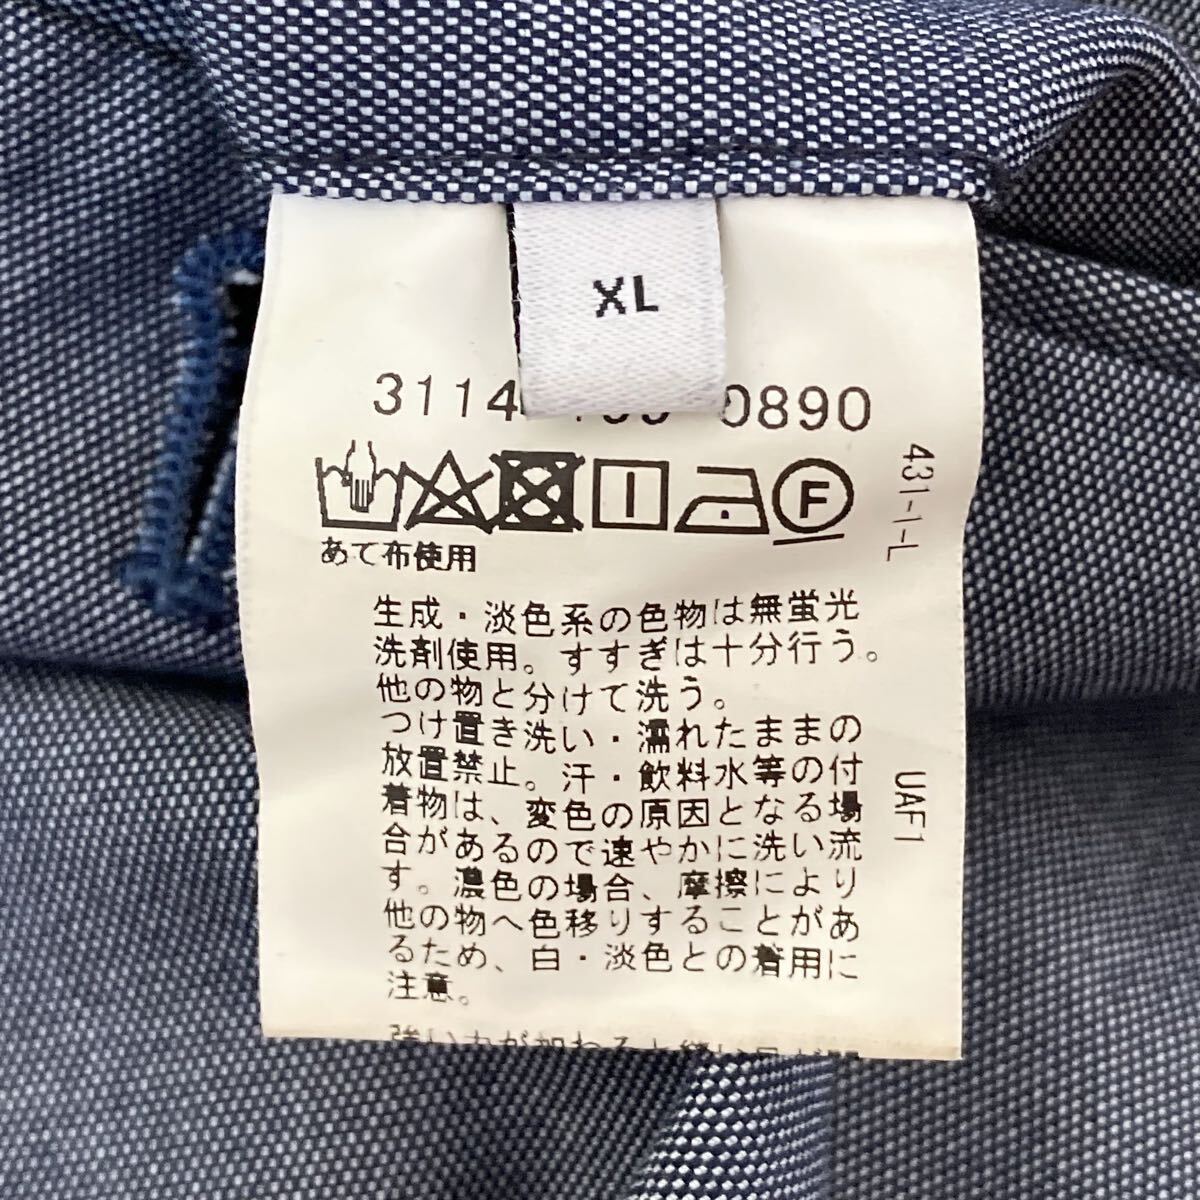 XL
3114 0890
F
あて布使用
生成・淡色系の色物は無蛍光
洗剤使用。すすぎは十分行う。
他の物と分けて洗う。
つけ置き洗い・濡れたままの
放置禁止。汗・飲料水等の付
着物は、変色の原因となる場
合があるので速やかに洗い流
す。濃色の場合、摩擦により
他の物へ色移りすることがあ
るため、白・淡色との着用に
注意。
431-1-L
UAF1